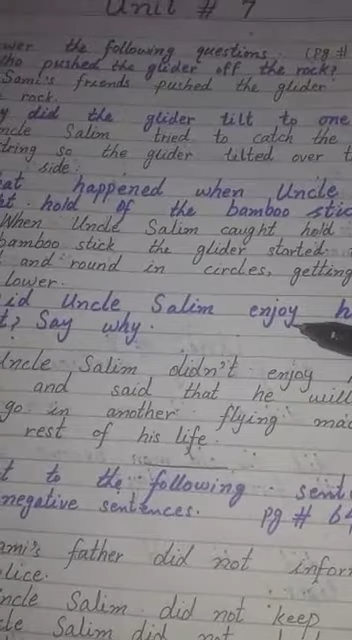 Unit # 7
wer the following questions. (pg #
ho pushed the glider off the rock?
Sami's friends pushed the glider
rock.
y did the glider tilt to one
ncle Salim tried to catch the
tring so the glider tilted over t
side.
at happened when Uncle
t hold of the bamboo stic
When Uncle Salim caught hold
bamboo stick the glider started
and round in circles, getting
lower.
id Uncle Salim enjoy h
t? Say why.
Uncle Salim didn't enjoy
and said that he will
go in another flying mac
rest of his life.
t to the following sent
negative sentences. pg # 64
ami's father did not inform
lice.
ncle Salim did not keep
cle Salim did not